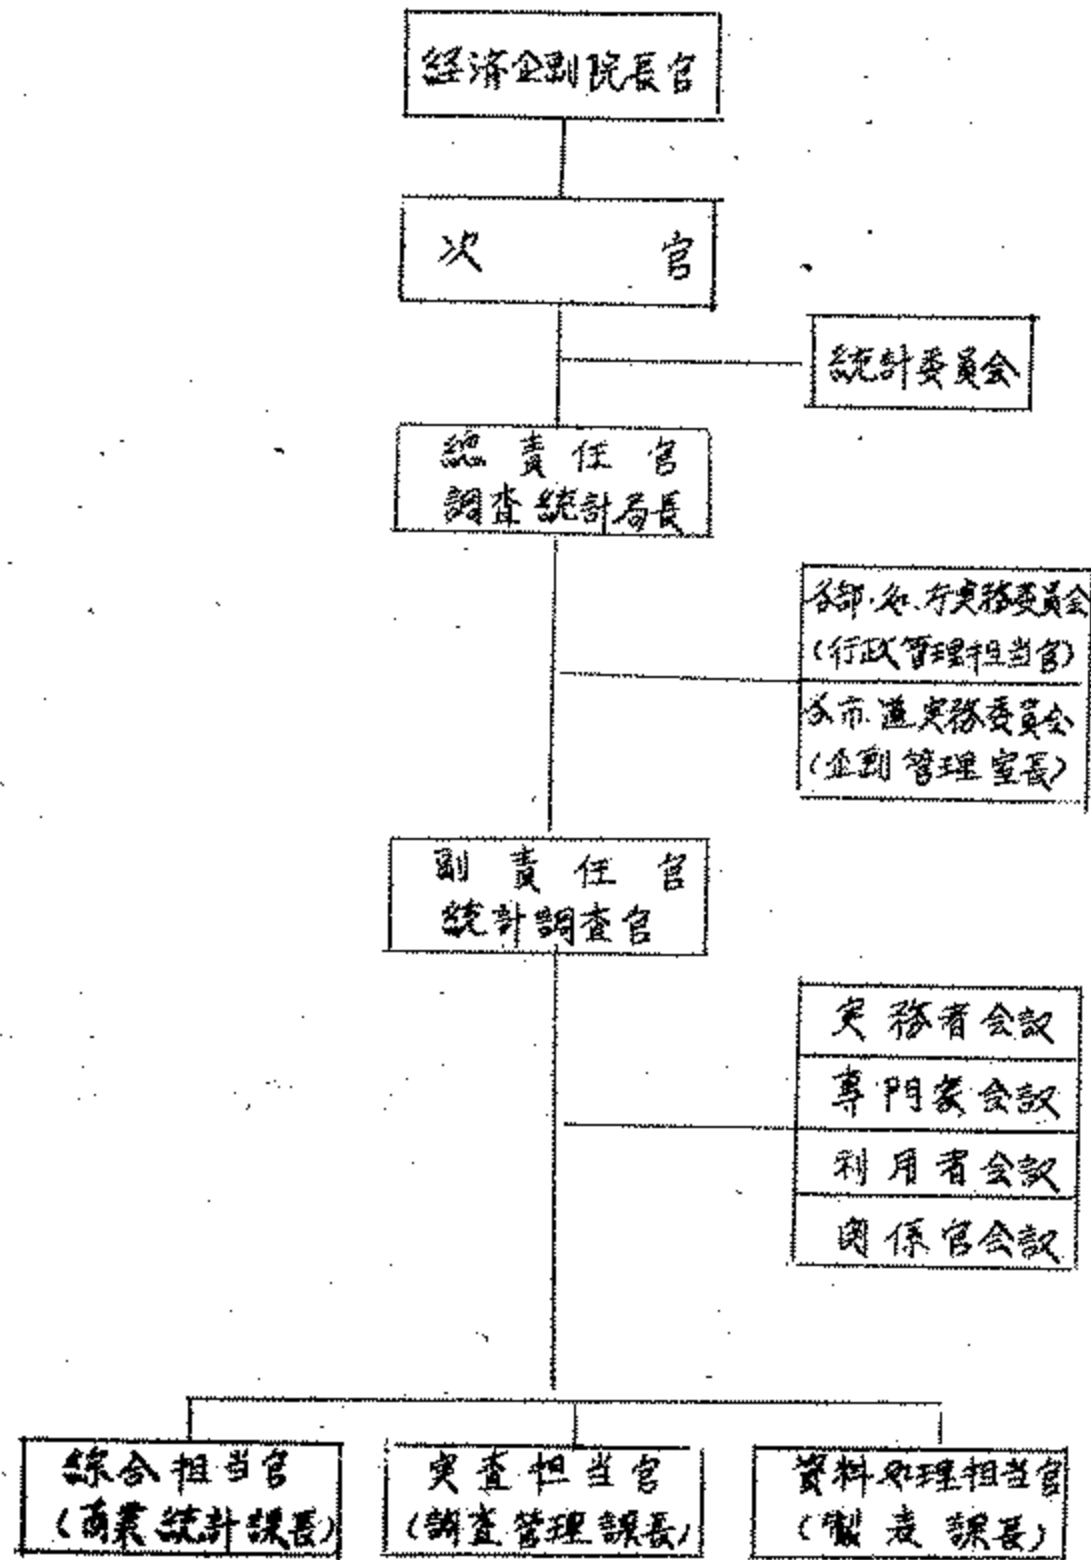 経済企劃院長官
次 官
統計委員会
総責任官
調査統計局長
各部·処·庁実務委員会
(行政管理担当官)
各市·道実務委員会
(企劃管理室長)
副責任官
統計調査官
実務者会議
専門家会議
利用者会議
関係官会議
綜合担当官
(商業統計課長)
実査担当官
(調査管理課長)
資料処理担当官
(製表課長)